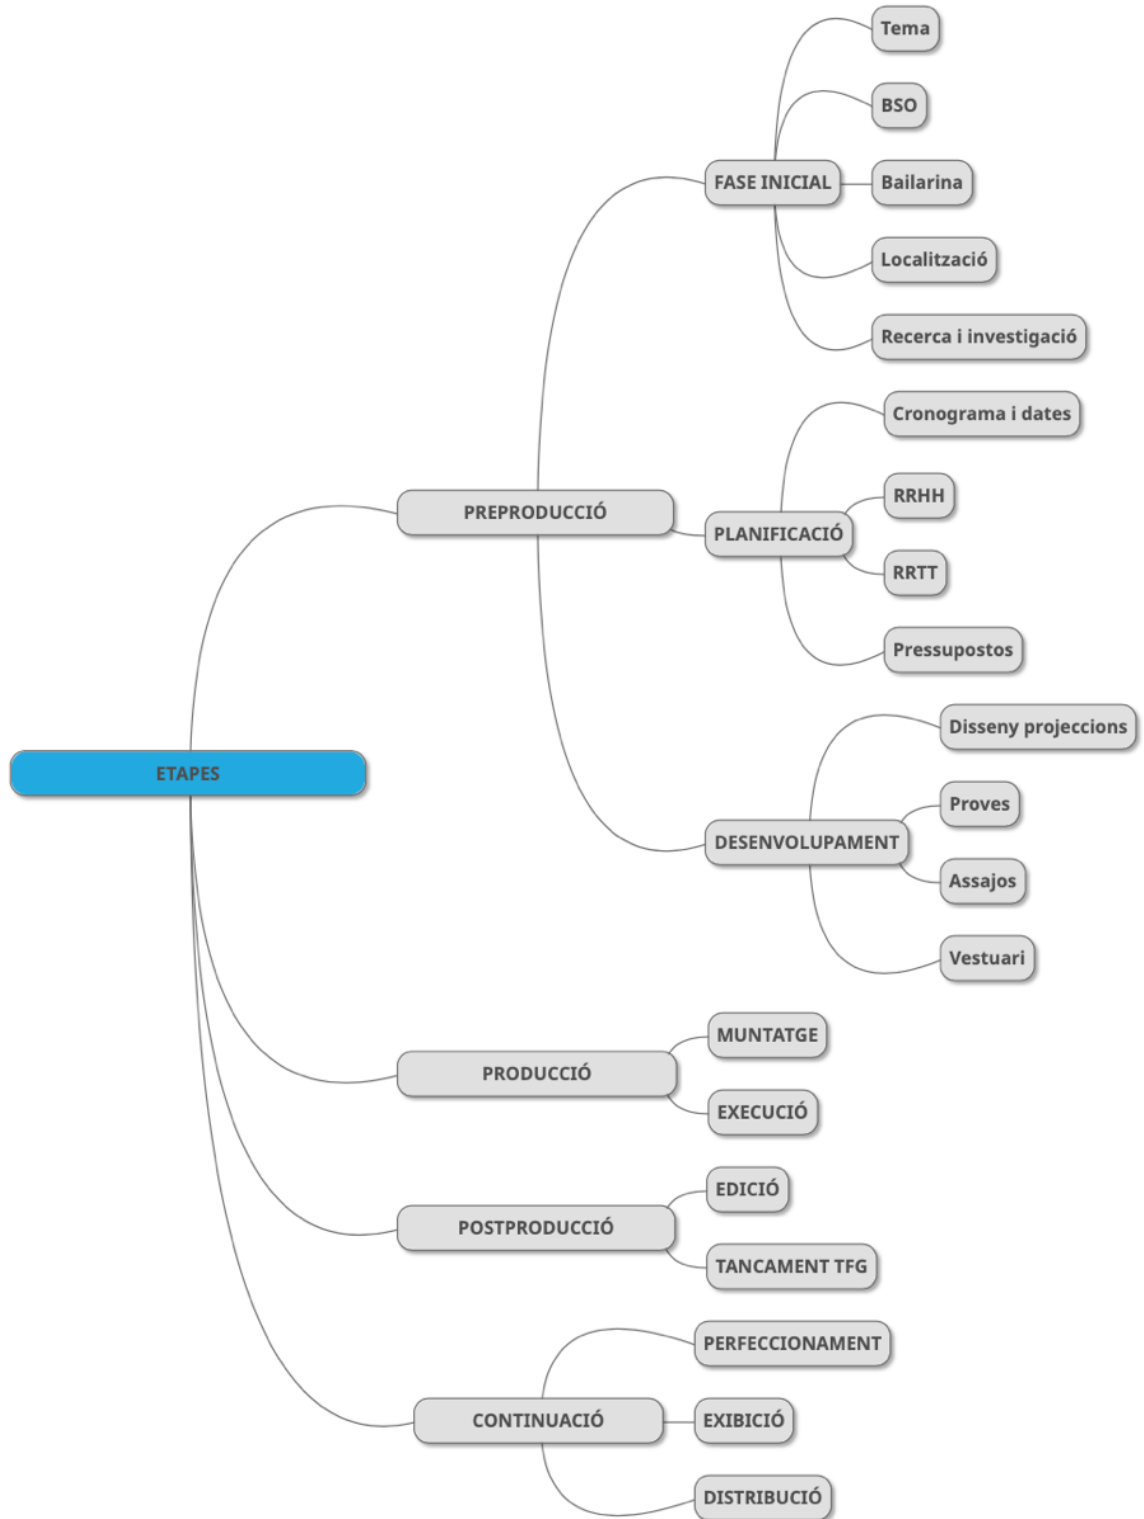 Tema
BSO
FASE INICIAL
Bailarina
Localització
Recerca i investigació
Cronograma i dates
RRHH
PREPRODUCCIÓ
PLANIFICACIÓ
RRTT
Pressupostos
Disseny projeccions
ETAPES
Proves
DESENVOLUPAMENT
Assajos
Vestuari
MUNTATGE
PRODUCCIÓ
EXECUCIÓ
EDICIÓ
POSTPRODUCCIÓ
TANCAMENT TFG
PERFECCIONAMENT
CONTINUACIÓ
EXIBICIÓ
DISTRIBUCIÓ